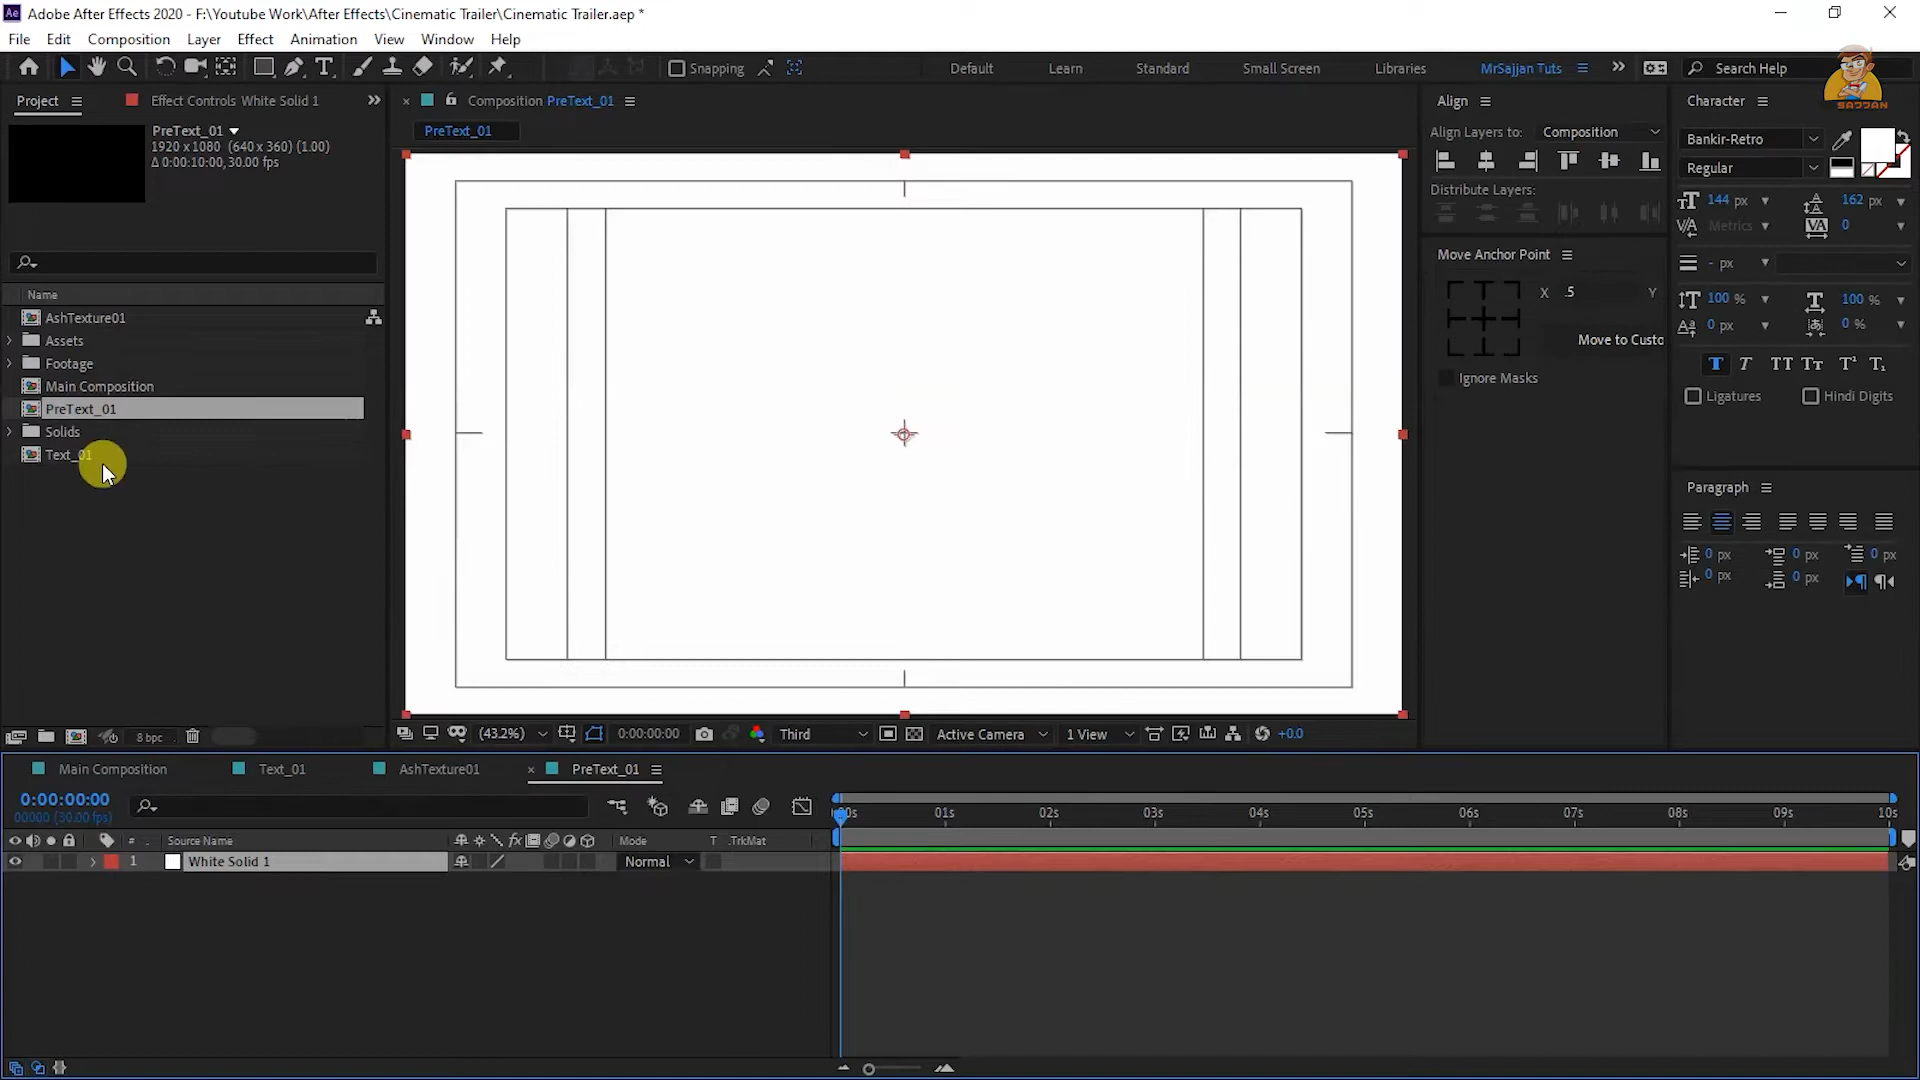 Ae Adobe After Effects 2020 - F:\Youtube Work\After Effects\Cinematic Trailer\Cinematic Trailer.aep *
File Edit Composition Layer Effect Animation View Window Help
Snapping Default Learn Standard Small Screen Libraries MrSajjan Tuts Search Help
SAJJAN
Project Effect Controls White Solid 1
PreText_01
1920 x 1080 (640 x 360) (1.00)
Δ 0:00:10:00, 30.00 fps
Name
AshTexture01
Assets
Footage
Main Composition
PreText_01
Solids
Text_01
8 bpc
Composition PreText_01
PreText_01
(43.2%) 0:00:00:00 Third Active Camera 1 View +0.0
Align
Align Layers to: Composition
Distribute Layers:
Move Anchor Point
X .5 Y
Move to Custo
Ignore Masks
Character
Bankir-Retro
Regular
144 px 162 px
Metrics 0
- px
100 % 100 %
0 px 0 %
Ligatures Hindi Digits
Paragraph
0 px 0 px 0 px
0 px 0 px
Main Composition Text_01 AshTexture01 PreText_01
0:00:00:00
00000 (30.00 fps)
00s 01s 02s 03s 04s 05s 06s 07s 08s 09s 10s
# Source Name Mode T .TrkMat
1 White Solid 1 Normal